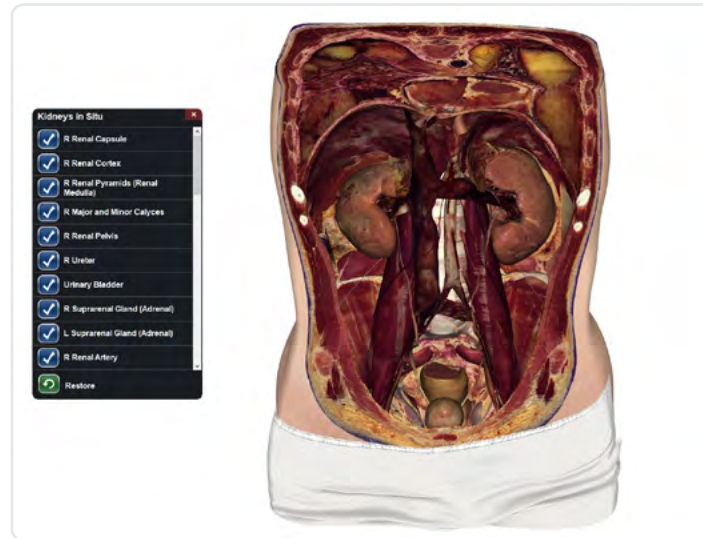 Kidneys in Situ
R Renal Capsule
R Renal Cortex
R Renal Pyramids (Renal
Medulla)
R Major and Minor Calyces
R Renal Pelvis
R Ureter
Urinary Bladder
R Suprarenal Gland (Adrenal)
L Suprarenal Gland (Adrenal)
R Renal Artery
Restore